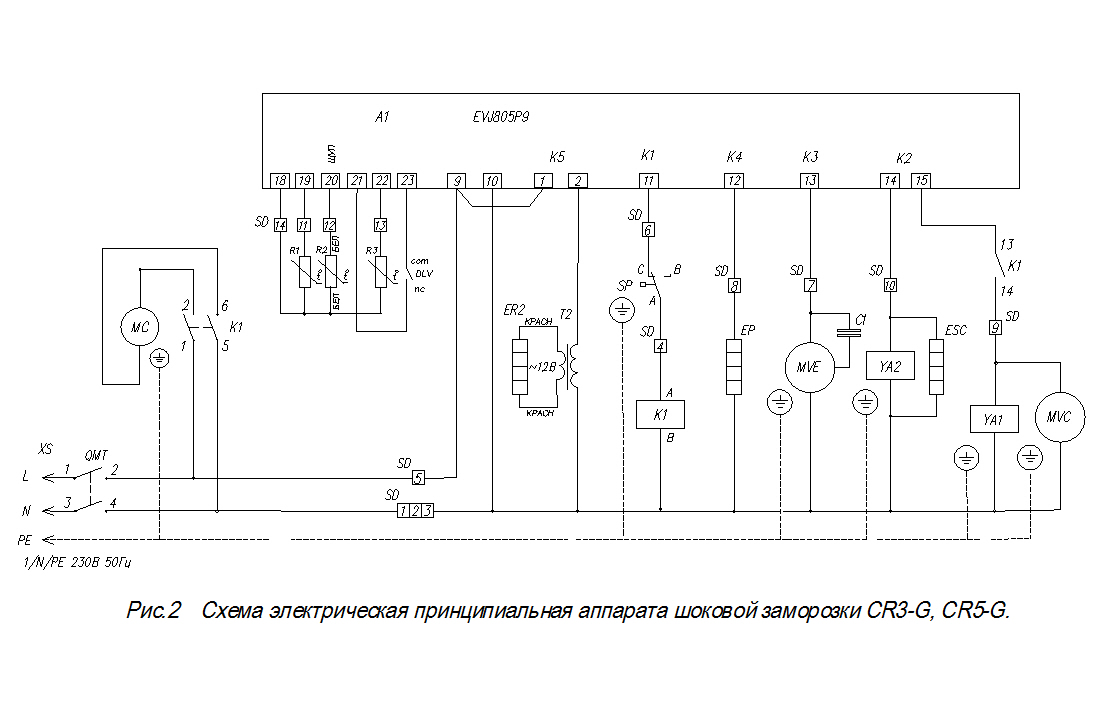 A1 EVJ805P9
ЩУП K5 K1 K4 K3 K2
18 19 20 21 22 23 9 10 1 2 11 12 13 14 15
SD 14 11 12 13 SD 6
БЕЛ
R1 R2 R3
t t t
com
DLV
nc
БЕЛ
13
K1
14
C B
SP
A
SD 8 SD 7 SD 10
2 6
MC K1
1 5
ER2 T2
КРАСН
~12В
КРАСН
SD 4
EP
C1
MVE
ESC
YA2
SD
9
A
K1
B
YA1
MVC
XS
QMT
L 1 2
SD 5
N 3 4
SD
1 2 3
PE
1/N/PE 230В 50Гц
Рис.2 Схема электрическая принципиальная аппарата шоковой заморозки CR3-G, CR5-G.